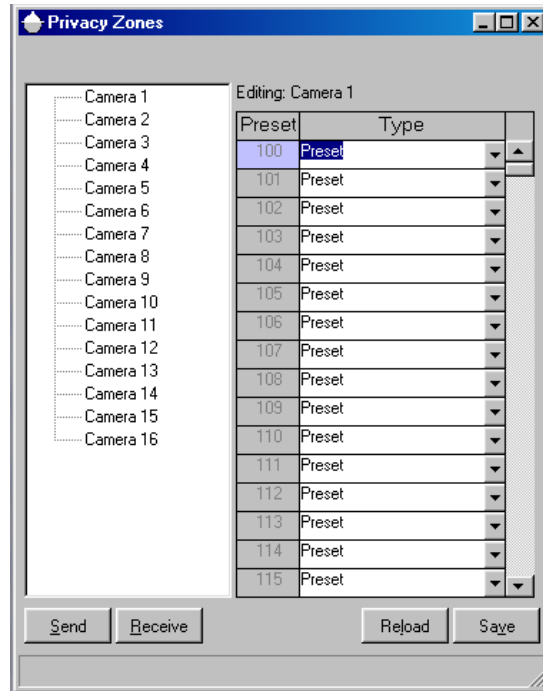 Privacy Zones
Camera 1
Camera 2
Camera 3
Camera 4
Camera 5
Camera 6
Camera 7
Camera 8
Camera 9
Camera 10
Camera 11
Camera 12
Camera 13
Camera 14
Camera 15
Camera 16
Editing: Camera 1
Preset Type
100 Preset
101 Preset
102 Preset
103 Preset
104 Preset
105 Preset
106 Preset
107 Preset
108 Preset
109 Preset
110 Preset
111 Preset
112 Preset
113 Preset
114 Preset
115 Preset
Send Receive Reload Save